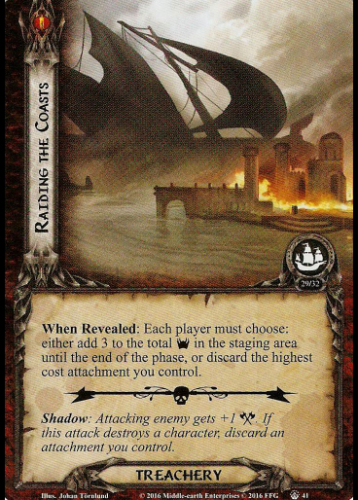 RAIDING THE COASTS
29/32
When Revealed: Each player must choose:
either add 3 to the total in the staging area
until the end of the phase, or discard the highest
cost attachment you control.
Shadow: Attacking enemy gets +1. If
this attack destroys a character, discard an
attachment you control.
TREACHERY
Illus. Johan Törnlund © 2016 Middle-earth Enterprises © 2016 FFG 41